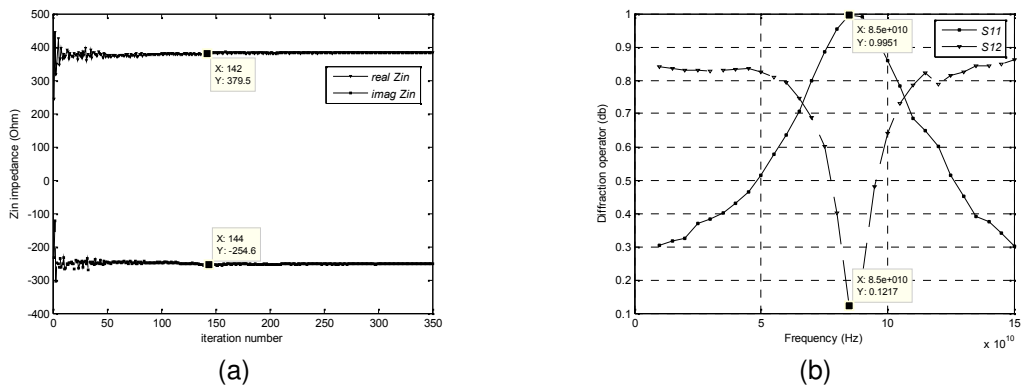 500
400
300
200
100
0
-100
-200
-300
-400
0
50
100
150
200
250
300
350
Zin impedance (Ohm)
iteration number
X: 142
Y: 379.5
real Zin
imag Zin
X: 144
Y: -254.6
(a)
1
0.9
0.8
0.7
0.6
0.5
0.4
0.3
0.2
0.1
0
5
10
15
x 10^10
Diffraction operator (db)
Frequency (Hz)
X: 8.5e+010
Y: 0.9951
S11
S12
X: 8.5e+010
Y: 0.1217
(b)